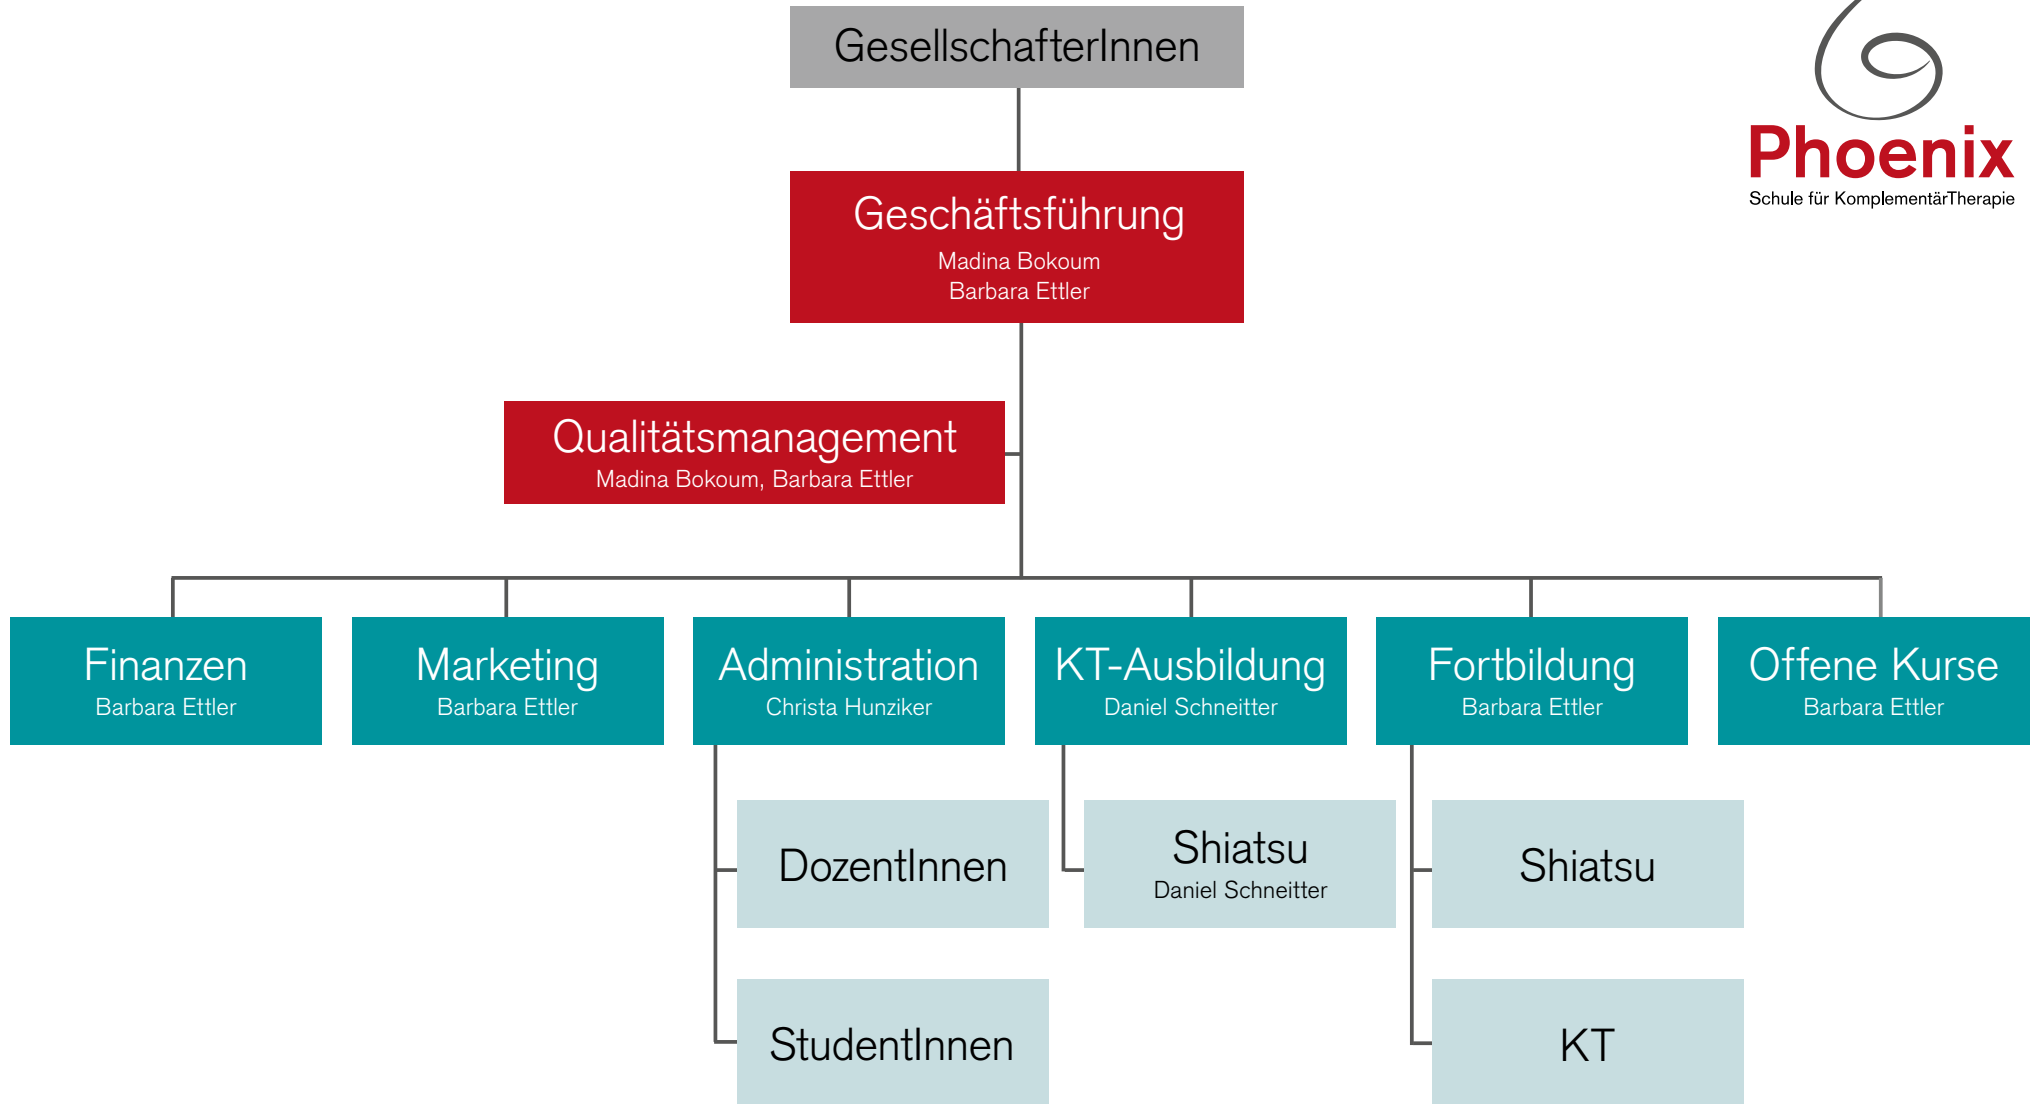 GesellschafterInnen
Phoenix
Schule für KomplementärTherapie
Geschäftsführung
Madina Bokoum
Barbara Ettler
Qualitätsmanagement
Madina Bokoum, Barbara Ettler
Finanzen
Barbara Ettler
Marketing
Barbara Ettler
Administration
Christa Hunziker
KT-Ausbildung
Daniel Schneitter
Fortbildung
Barbara Ettler
Offene Kurse
Barbara Ettler
DozentInnen
Shiatsu
Daniel Schneitter
Shiatsu
StudentInnen
KT